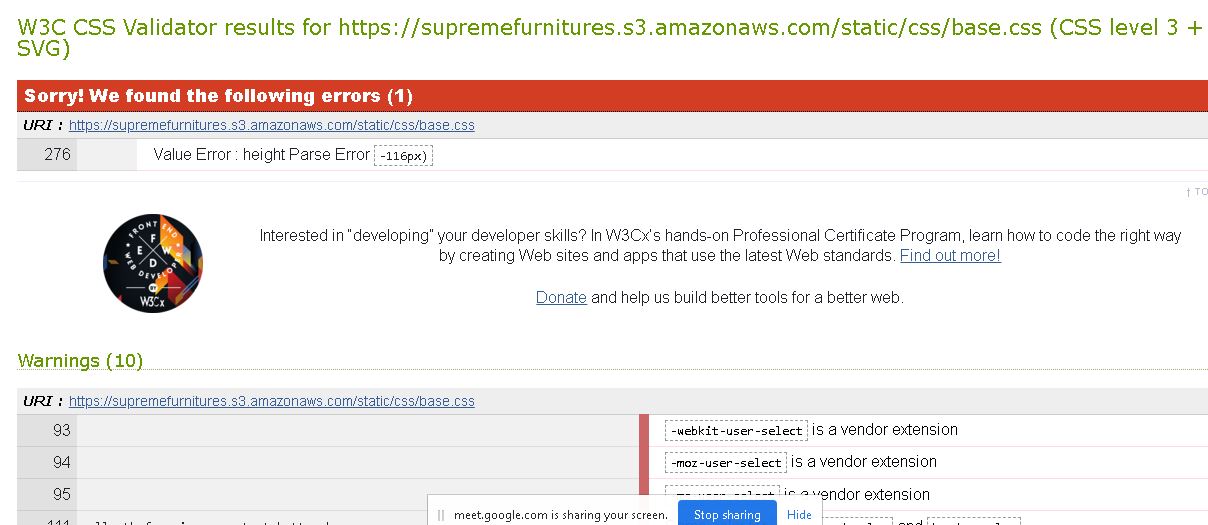 W3C CSS Validator results for https://supremefurnitures.s3.amazonaws.com/static/css/base.css (CSS level 3 +
SVG)
Sorry! We found the following errors (1)
URI : https://supremefurnitures.s3.amazonaws.com/static/css/base.css
276 Value Error : height Parse Error -116px)
↑ TO
FRONT END
F E W D
WEB DEVELOPER
W3Cx
Interested in "developing" your developer skills? In W3Cx's hands-on Professional Certificate Program, learn how to code the right way
by creating Web sites and apps that use the latest Web standards. Find out more!
Donate and help us build better tools for a better web.
Warnings (10)
URI : https://supremefurnitures.s3.amazonaws.com/static/css/base.css
93 -webkit-user-select is a vendor extension
94 -moz-user-select is a vendor extension
95 is a vendor extension
meet.google.com is sharing your screen. Stop sharing Hide
and